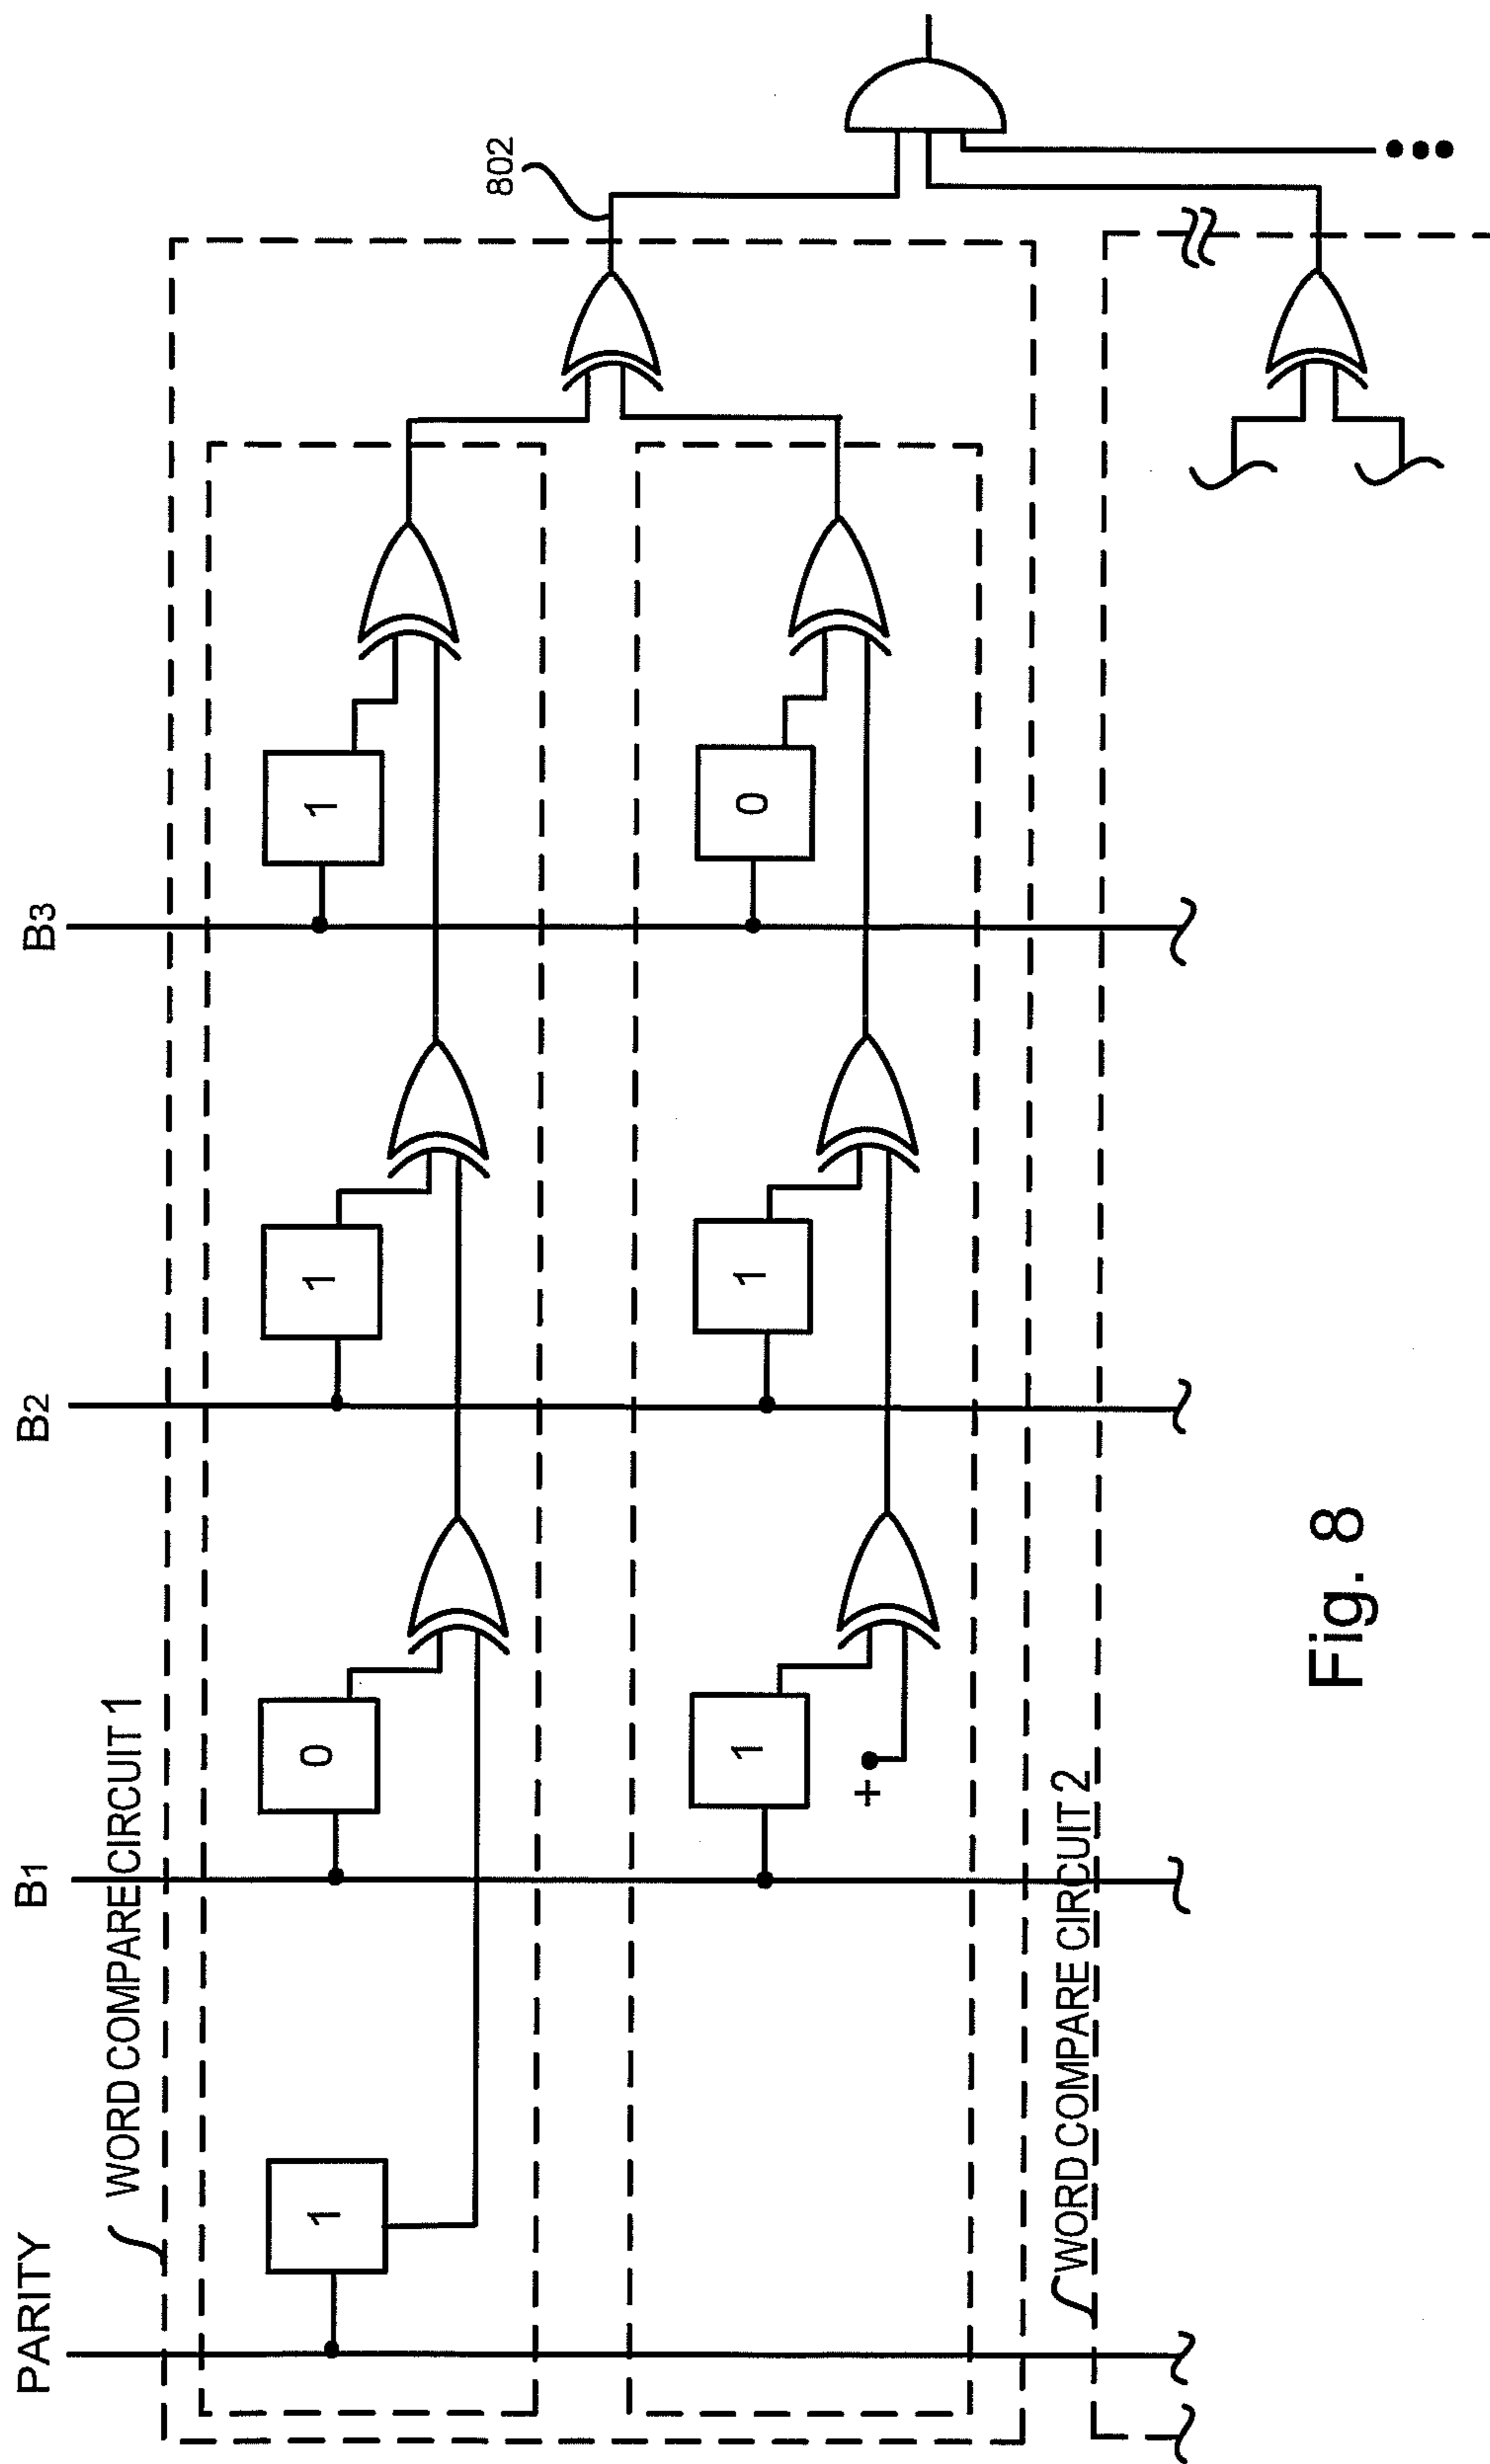 PARITY
B1
B2
B3
WORD COMPARE CIRCUIT 1
802
1
0
1
1
1
1
0
+
WORD COMPARE CIRCUIT 2
Fig. 8